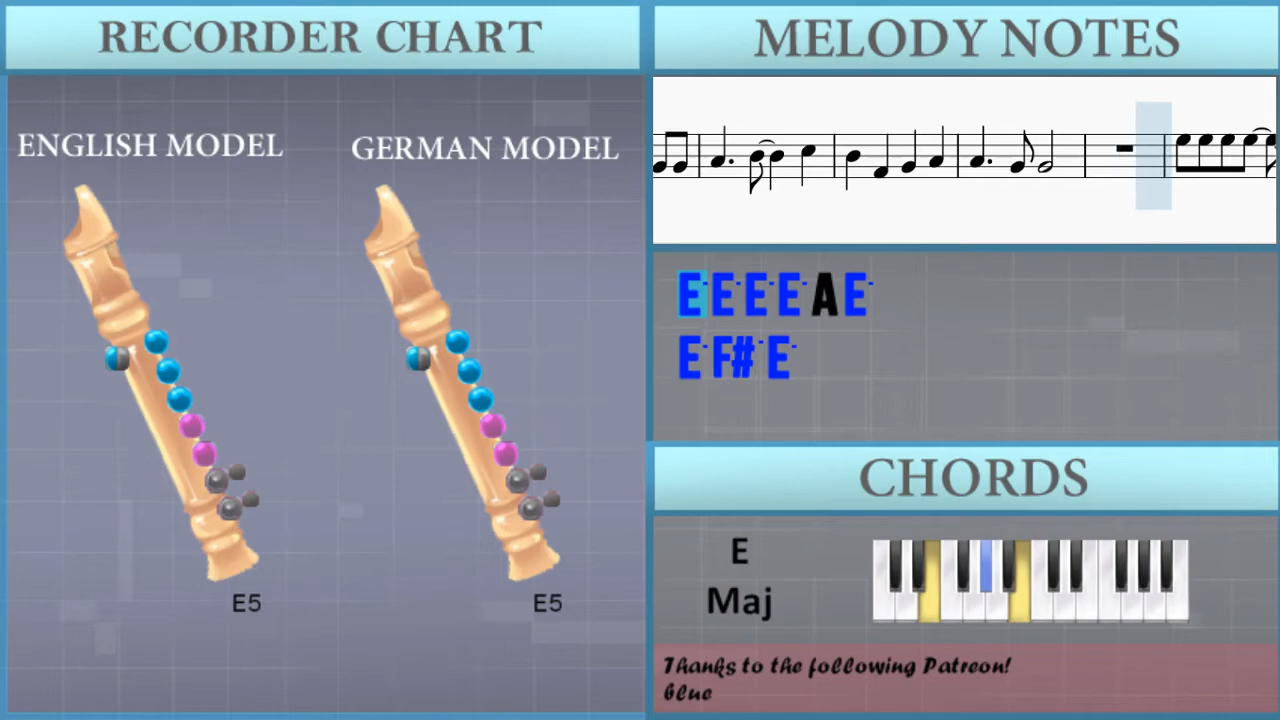 RECORDER CHART
ENGLISH MODEL
GERMAN MODEL
E5
E5
MELODY NOTES
E· E· E· E· A E·
E· F#· E·
CHORDS
E
Maj
Thanks to the following Patreon!
blue